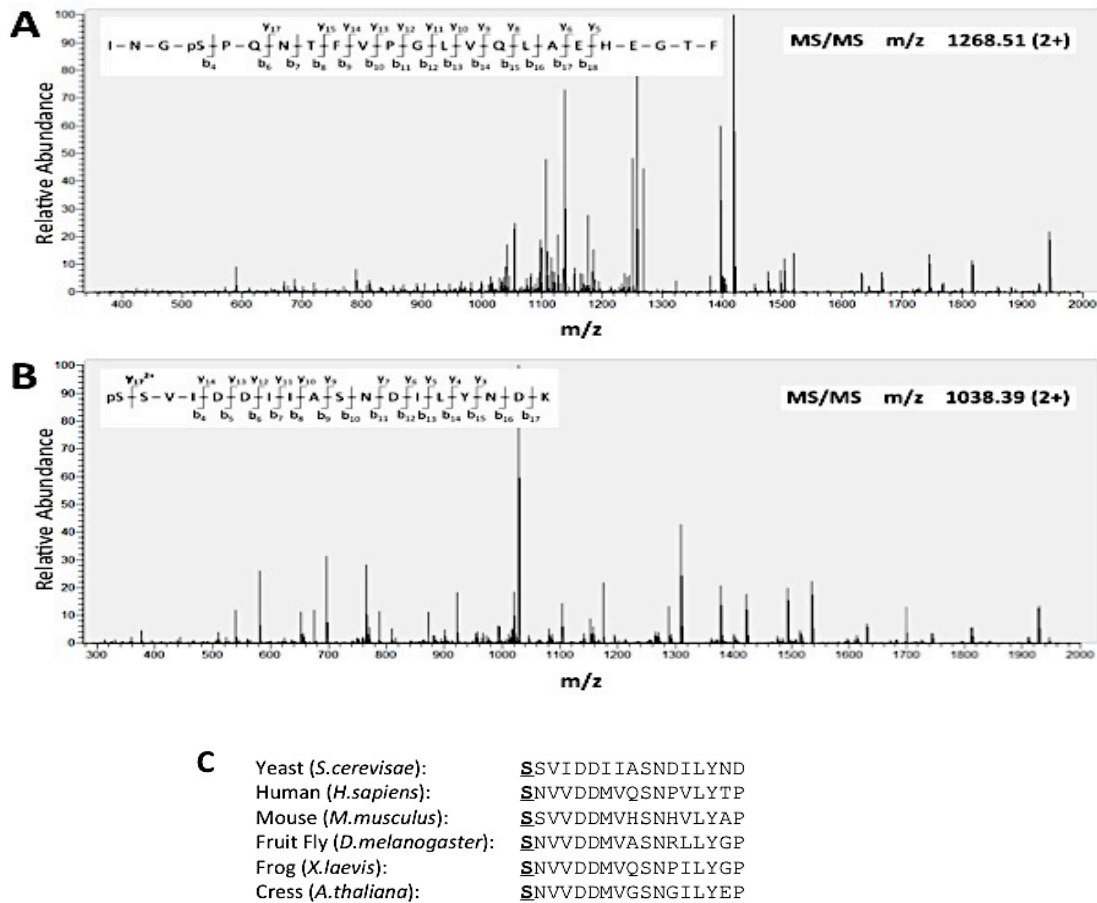 A
y17 y15 y14 y13 y12 y11 y10 y9 y8 y6 y5
I-N-G-pS-P-Q-N-T-F-V-P-G-L-V-Q-L-A-E-H-E-G-T-F
b4 b6 b7 b8 b9 b10 b11 b12 b13 b14 b15 b16 b17 b18
MS/MS m/z 1268.51 (2+)
Relative Abundance
100
90
80
70
60
50
40
30
20
10
0
400 500 600 700 800 900 1000 1100 1200 1300 1400 1500 1600 1700 1800 1900 2000
m/z
B
y17²⁺ y14 y13 y12 y11 y10 y9 y7 y6 y5 y4 y3
pS-S-V-I-D-D-I-I-A-S-N-D-I-L-Y-N-D-K
b4 b5 b6 b7 b8 b9 b10 b11 b12 b13 b14 b15 b16 b17
MS/MS m/z 1038.39 (2+)
Relative Abundance
100
90
80
70
60
50
40
30
20
10
0
300 400 500 600 700 800 900 1000 1100 1200 1300 1400 1500 1600 1700 1800 1900 2000
m/z
C
Yeast (S.cerevisae): SSVIDDIIASNDILYND
Human (H.sapiens): SNVVDDMVQSNPVLYTP
Mouse (M.musculus): SSVVDDMVHSNHVLYAP
Fruit Fly (D.melanogaster): SNVVDDMVASNRLLYGP
Frog (X.laevis): SNVVDDMVQSNPILYGP
Cress (A.thaliana): SNVVDDMVGSNGILYEP